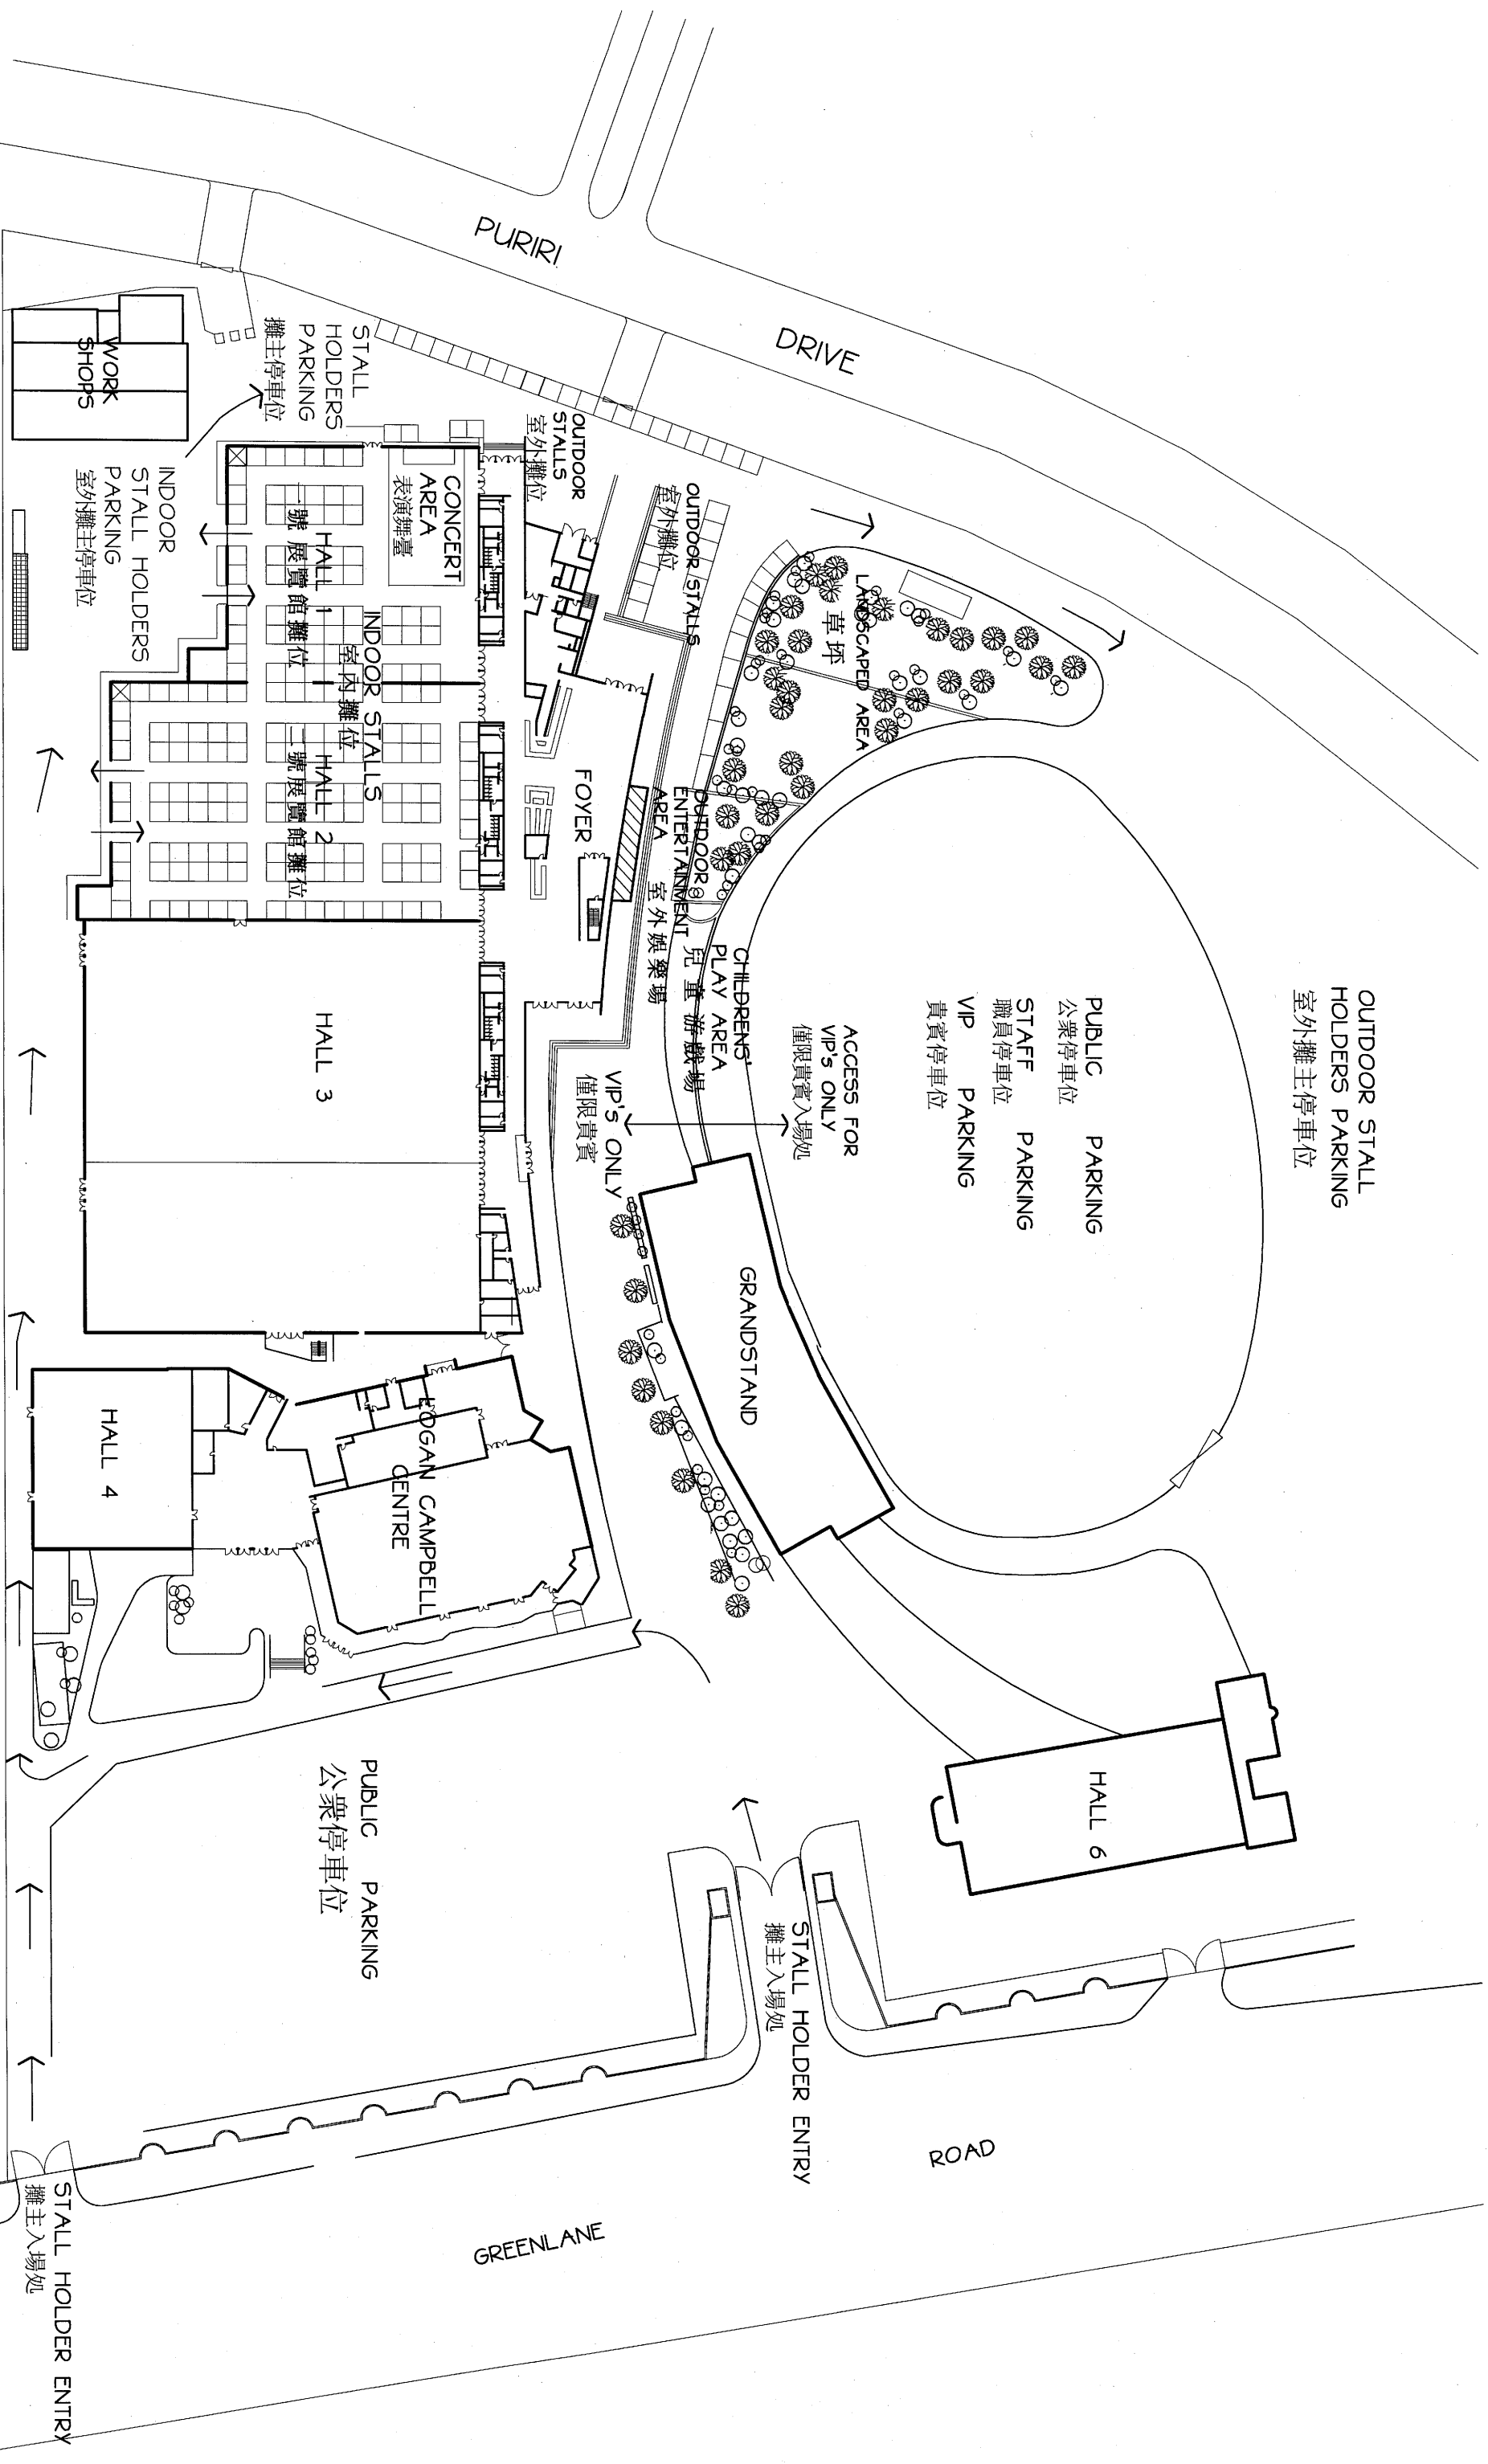 PURIRI
DRIVE
OUTDOOR STALL
HOLDERS PARKING
室外攤主停車位
PUBLIC PARKING
公衆停車位
STAFF PARKING
職員停車位
VIP PARKING
貴賓停車位
ACCESS FOR
VIP's ONLY
僅限貴賓入場処
LANDSCAPED AREA
草坪
CHILDRENS'
PLAY AREA
兒童游戲場
OUTDOOR
ENTERTAINMENT
AREA 室外娛樂場
OUTDOOR STALLS
室外攤位
OUTDOOR
STALLS
室外攤位
VIP'S ONLY
僅限貴賓
GRANDSTAND
FOYER
CONCERT
AREA
表演舞臺
INDOOR STALLS
室內攤位
HALL 1
一號展覽館攤位
HALL 2
二號展覽館攤位
HALL 3
STALL
HOLDERS
PARKING
攤主停車位
WORK
SHOPS
INDOOR
STALL HOLDERS
PARKING
室外攤主停車位
LOGAN CAMPBELL
CENTRE
HALL 4
HALL 6
PUBLIC PARKING
公衆停車位
STALL HOLDER ENTRY
攤主入場処
STALL HOLDER ENTRY
攤主入場処
GREENLANE
ROAD